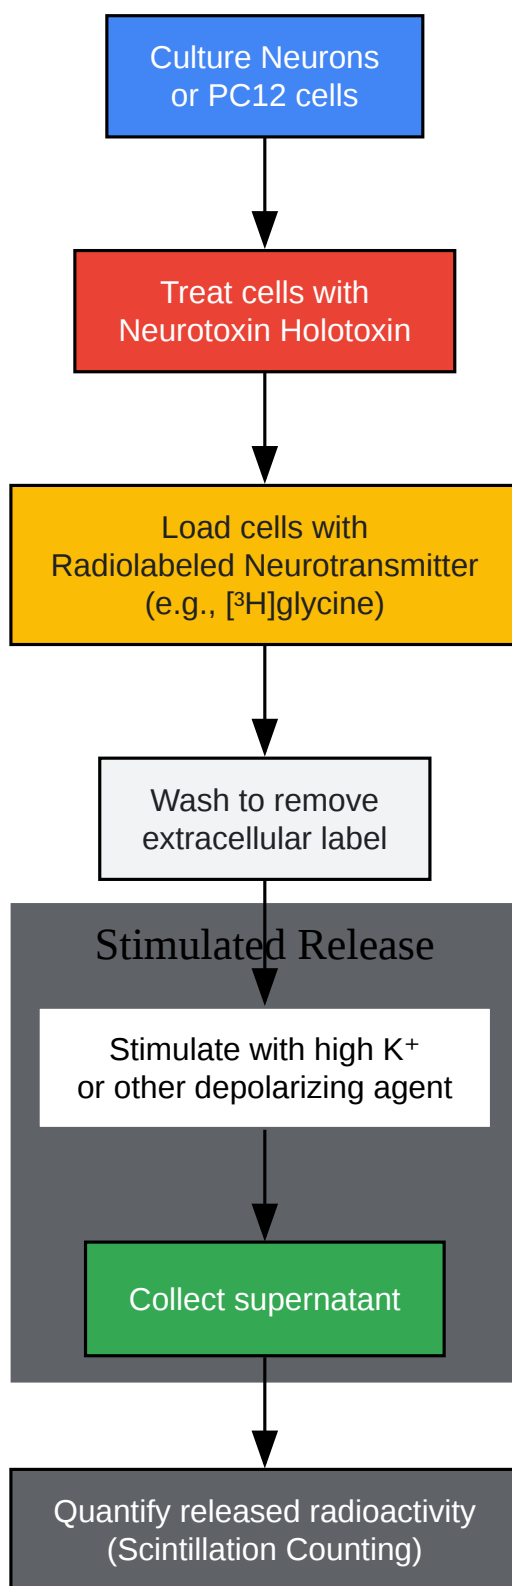 Culture Neurons
or PC12 cells
Treat cells with
Neurotoxin Holotoxin
Load cells with
Radiolabeled Neurotransmitter
(e.g., [³H]glycine)
Wash to remove
extracellular label
Stimulated Release
Stimulate with high K⁺
or other depolarizing agent
Collect supernatant
Quantify released radioactivity
(Scintillation Counting)